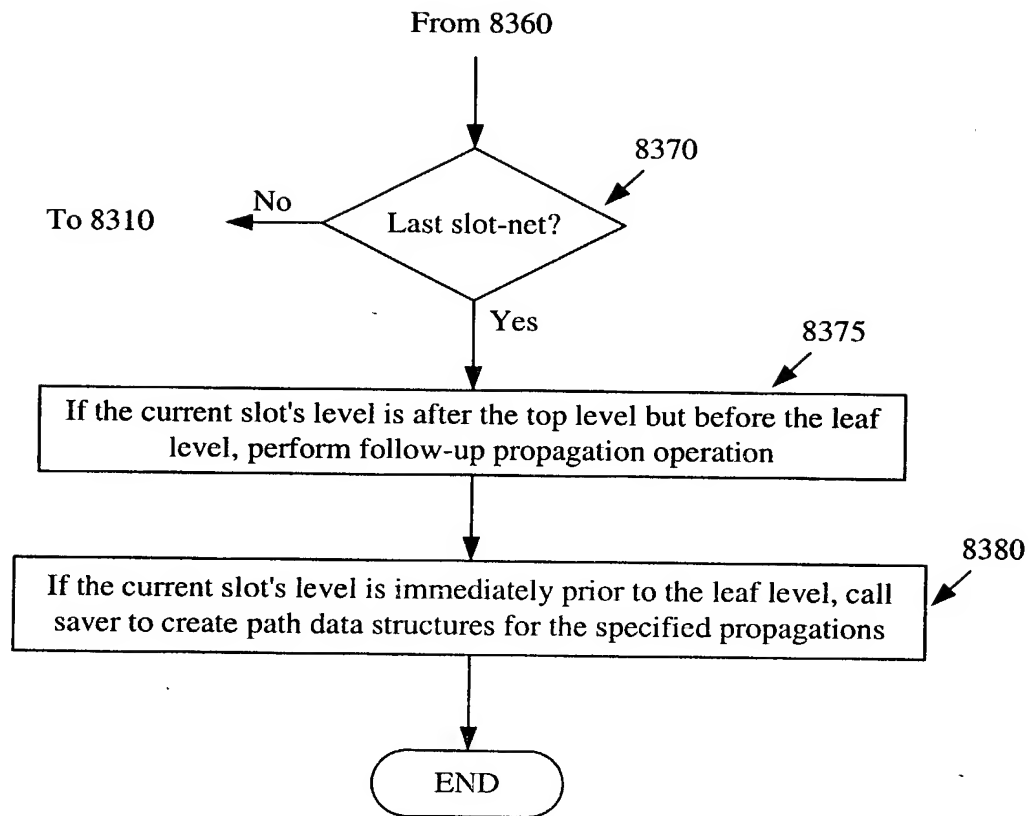 From 8360
8370
No
To 8310
Last slot-net?
Yes
8375
If the current slot's level is after the top level but before the leaf
level, perform follow-up propagation operation
8380
If the current slot's level is immediately prior to the leaf level, call
saver to create path data structures for the specified propagations
END